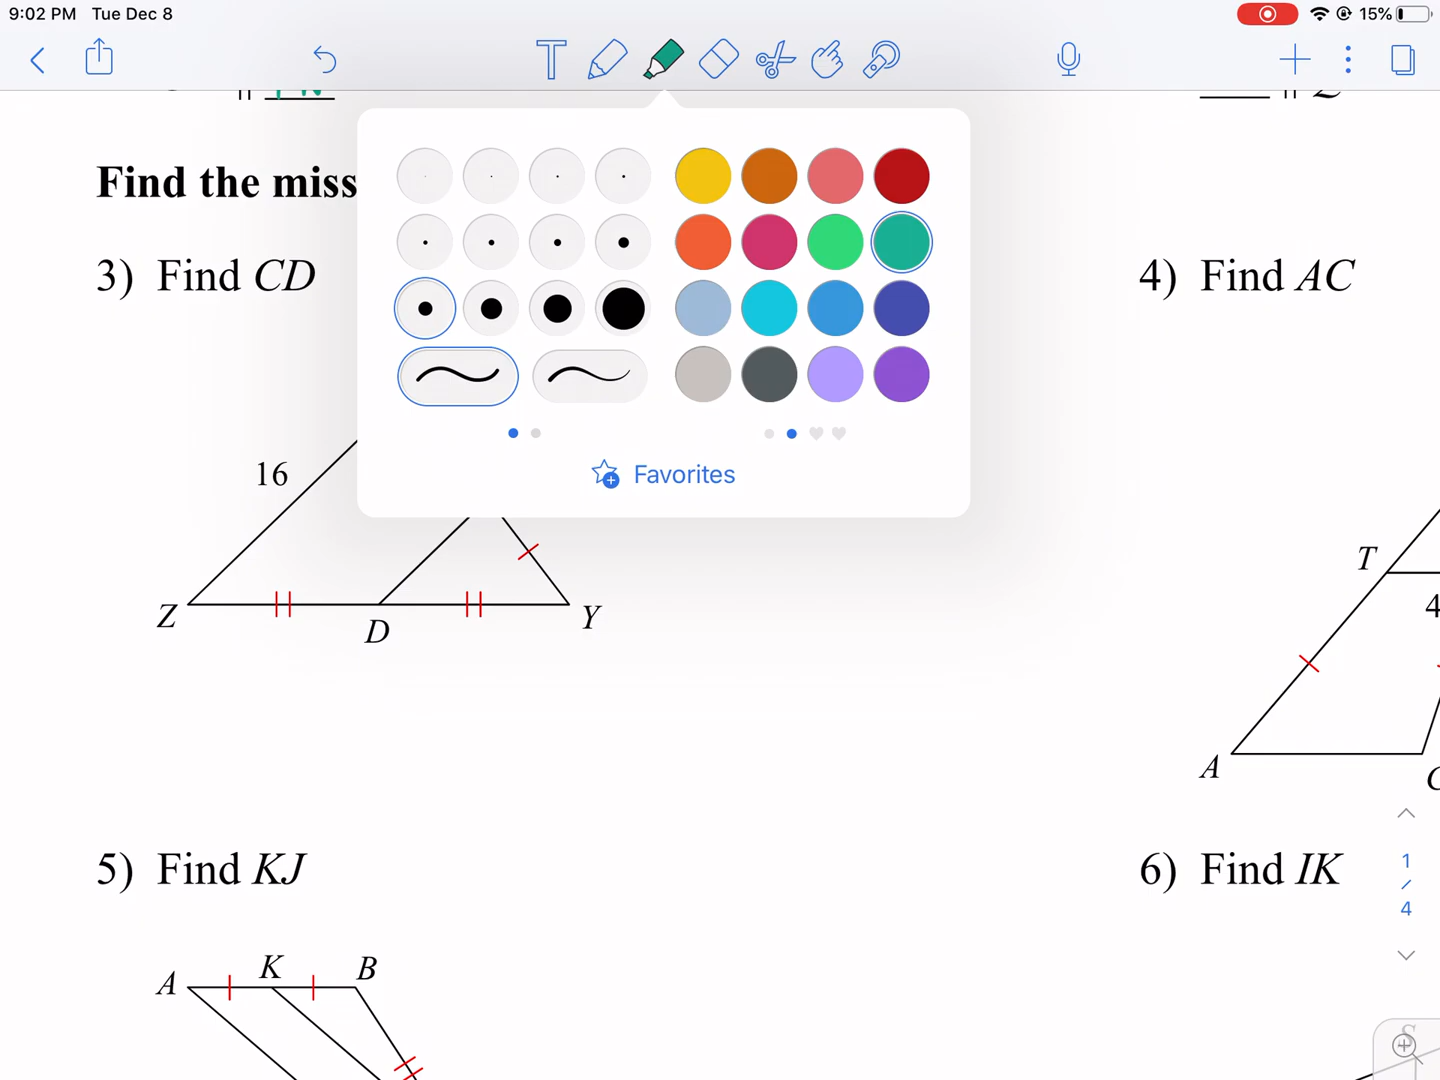 9:02 PM Tue Dec 8 15%
T
Find the miss
3) Find CD
4) Find AC
Favorites
16
Z
D
Y
T
4
A
C
5) Find KJ
6) Find IK
1
/
4
A
K
B
S